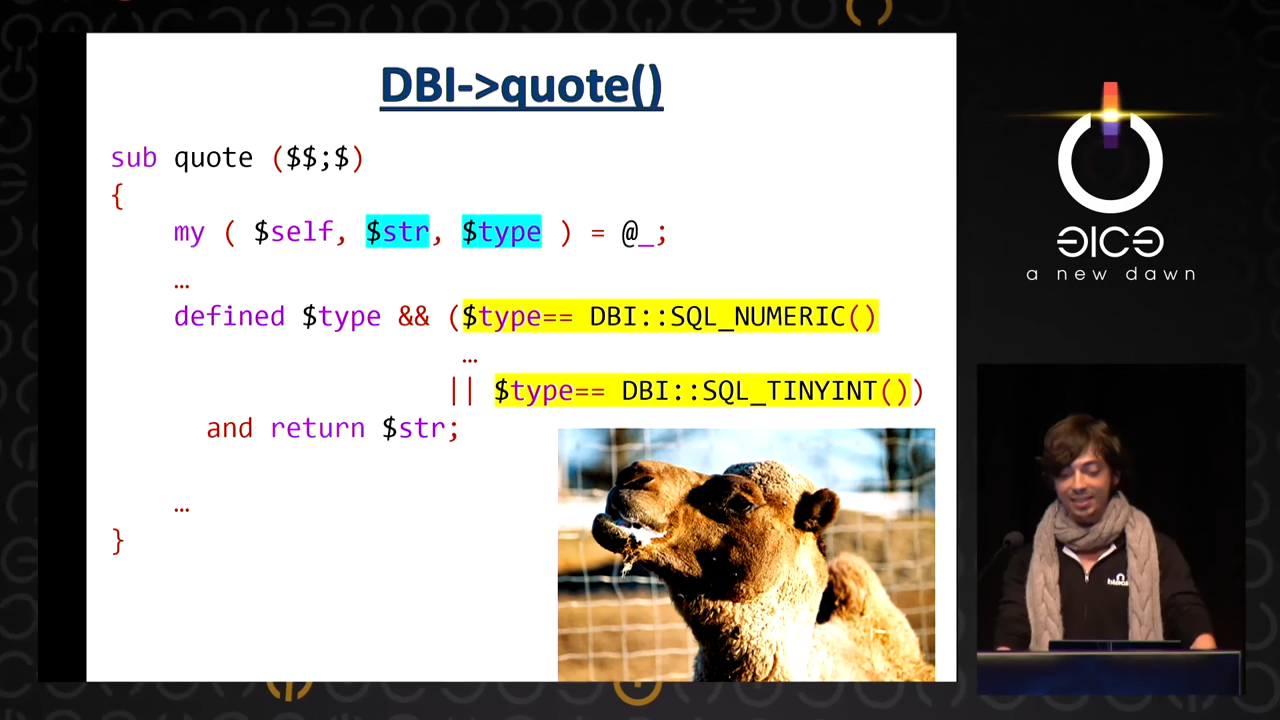 DBI->quote()
sub quote ($$;$)
{
my ( $self, $str, $type ) = @_;
…
defined $type && ($type== DBI::SQL_NUMERIC()
…
|| $type== DBI::SQL_TINYINT())
and return $str;
…
}
a new dawn